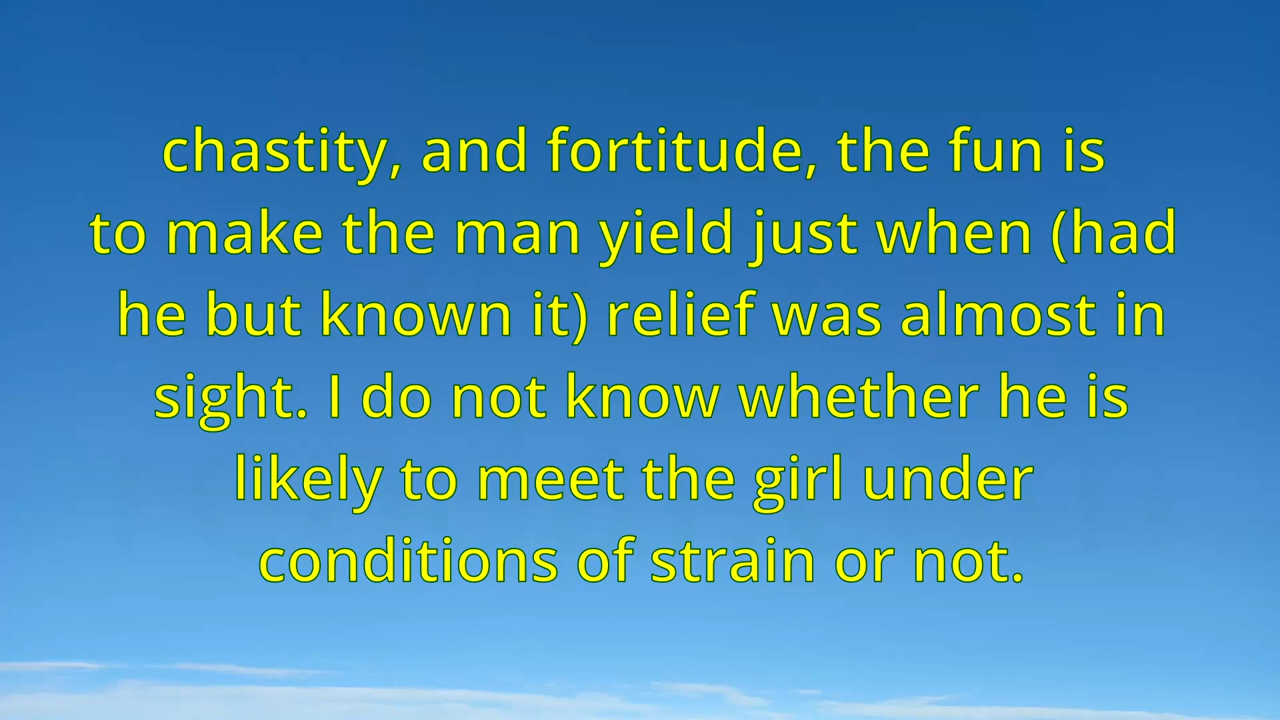 chastity, and fortitude, the fun is
to make the man yield just when (had
he but known it) relief was almost in
sight. I do not know whether he is
likely to meet the girl under
conditions of strain or not.